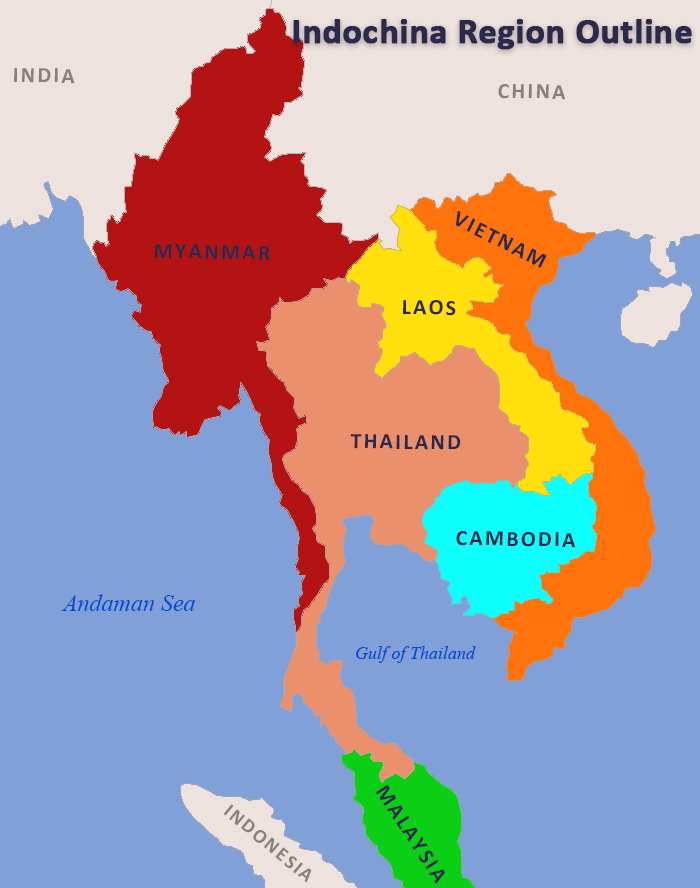 Indochina Region Outline
INDIA
CHINA
VIETNAM
MYANMAR
LAOS
THAILAND
CAMBODIA
Andaman Sea
Gulf of Thailand
MALAYSIA
INDONESIA